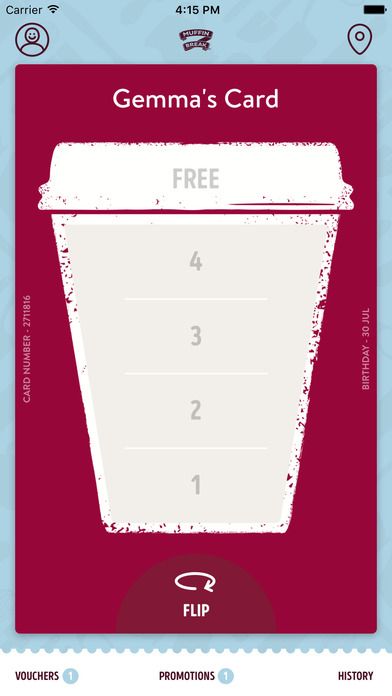 Carrier 4:15 PM
MUFFIN
BREAK
Gemma's Card
FREE
4
3
2
1
CARD NUMBER - 2711816
BIRTHDAY - 30 JUL
FLIP
VOUCHERS 1 PROMOTIONS 1 HISTORY